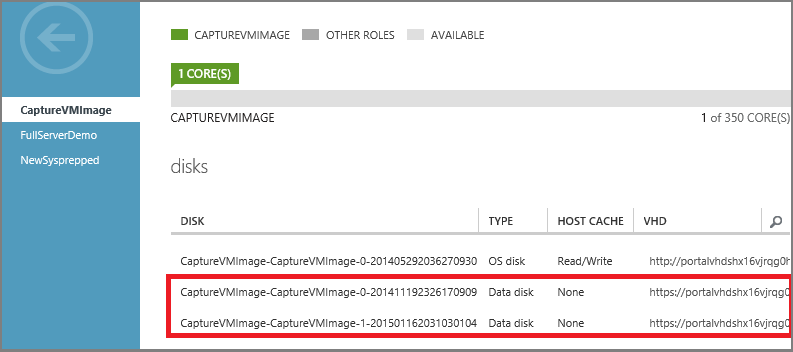 CAPTUREVMIMAGE OTHER ROLES AVAILABLE
1 CORE(S)
CAPTUREVMIMAGE 1 of 350 CORE(S)
CaptureVMImage
FullServerDemo
NewSysprepped
disks
DISK TYPE HOST CACHE VHD
CaptureVMImage-CaptureVMImage-0-201405292036270930 OS disk Read/Write http://portalvhdshx16vjrqg0h
CaptureVMImage-CaptureVMImage-0-201411192326170909 Data disk None https://portalvhdshx16vjrqg0
CaptureVMImage-CaptureVMImage-1-201501162031030104 Data disk None https://portalvhdshx16vjrqg0